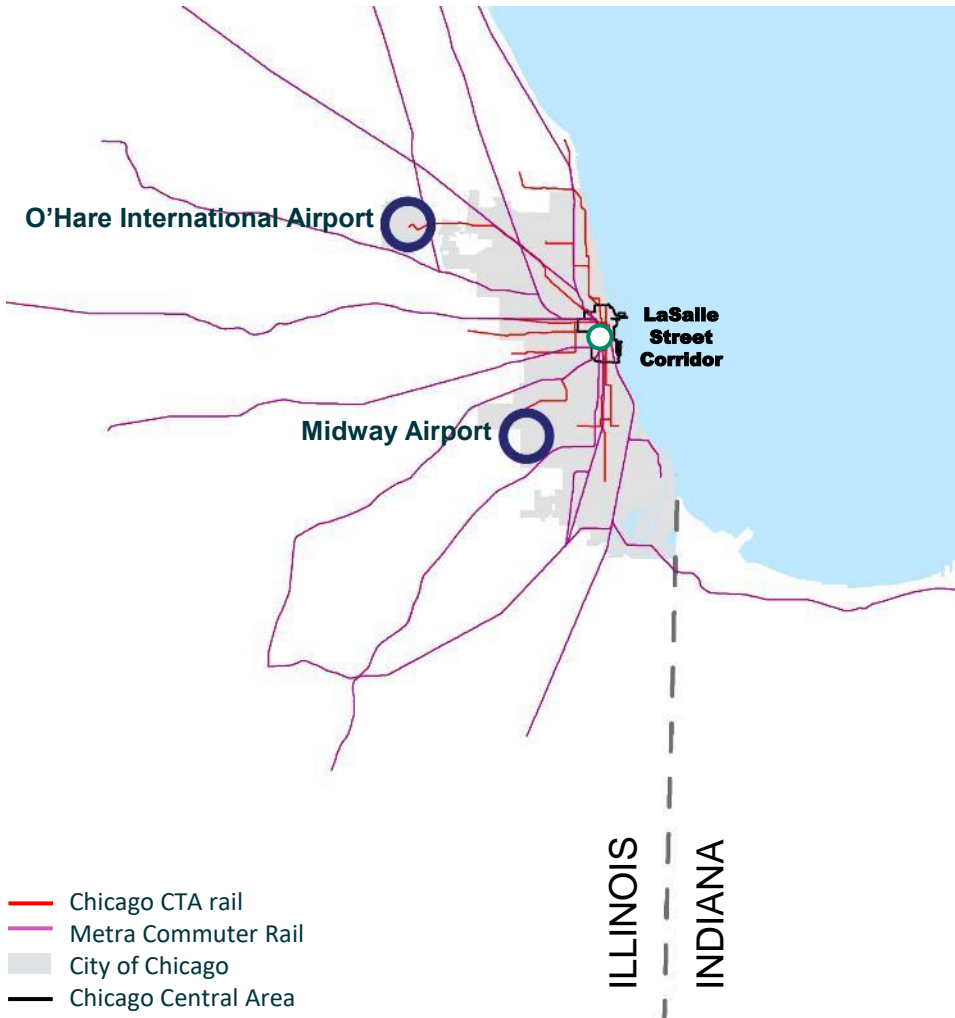 O'Hare International Airport
LaSalle
Street
Corridor
Midway Airport
ILLINOIS
INDIANA
Chicago CTA rail
Metra Commuter Rail
City of Chicago
Chicago Central Area